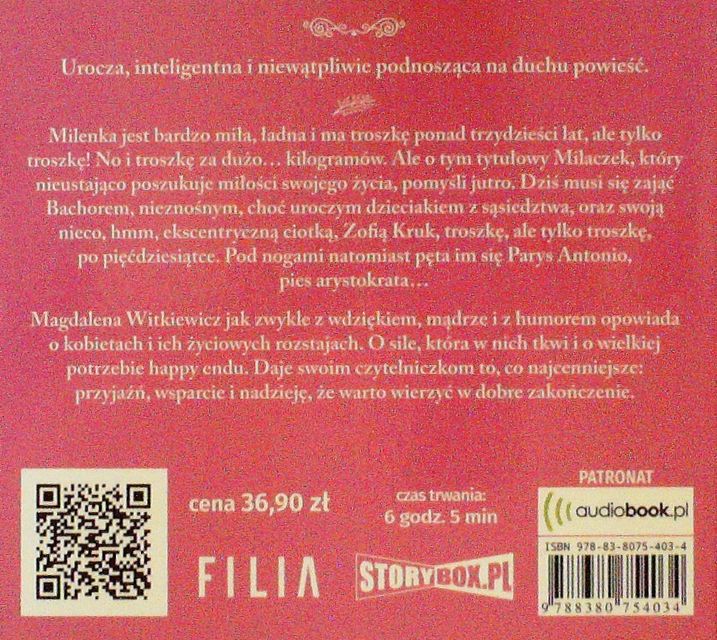 Urocza, inteligentna i niewątpliwie podnosząca na duchu powieść.
Milenka jest bardzo miła, ładna i ma troszkę ponad trzydzieści lat, ale tylko
troszkę! No i troszkę za dużo... kilogramów. Ale o tym tytułowy Milaczek, który
nieustająco poszukuje miłości swojego życia, pomyśli jutro. Dziś musi się zająć
Bachorem, nieznośnym, choć uroczym dzieciakiem z sąsiedztwa, oraz swoją
nieco, hmm, ekscentryczną ciotką, Zofią Kruk, troszkę, ale tylko troszkę,
po pięćdziesiątce. Pod nogami natomiast pęta im się Parys Antonio,
pies arystokrata...
Magdalena Witkiewicz jak zwykle z wdziękiem, mądrze i z humorem opowiada
o kobietach i ich życiowych rozstajach. O sile, która w nich tkwi i o wielkiej
potrzebie happy endu. Daje swoim czytelniczkom to, co najcenniejsze:
przyjaźń, wsparcie i nadzieję, że warto wierzyć w dobre zakończenie.
cena 36,90 zł
czas trwania:
6 godz. 5 min
FILIA
STORYBOX.PL
PATRONAT
audiobook.pl
ISBN 978-83-8075-403-4
9 788380 754034